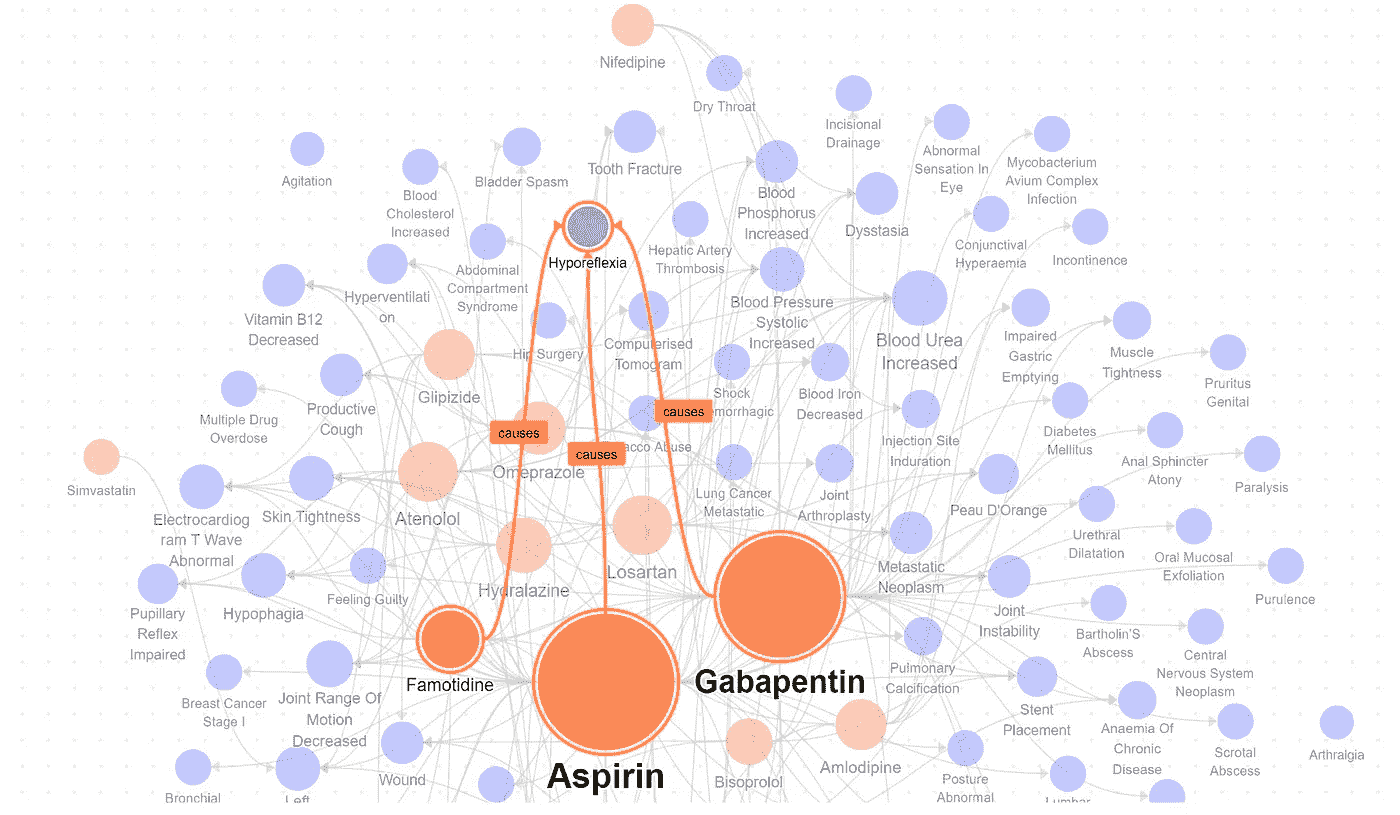 Nifedipine
Dry Throat
Incisional
Drainage
Abnormal
Sensation In
Eye
Mycobacterium
Avium Complex
Infection
Agitation
Blood
Cholesterol
Increased
Bladder Spasm
Tooth Fracture
Blood
Phosphorus
Increased
Dysstasia
Conjunctival
Hyperaemia
Incontinence
Hyporeflexia
Hepatic Artery
Thrombosis
Abdominal
Compartment
Syndrome
Hyperventilati
on
Vitamin B12
Decreased
Hip Surgery
Computerised
Tomogram
Blood Pressure
Systolic
Increased
Blood Urea
Increased
Impaired
Gastric
Emptying
Muscle
Tightness
Pruritus
Genital
Glipizide
Productive
Cough
Multiple Drug
Overdose
Shock
morrhagic
Blood Iron
Decreased
causes
causes
causes
acco Abuse
Injection Site
Induration
Diabetes
Mellitus
Anal Sphincter
Atony
Paralysis
Simvastatin
Omeprazole
Atenolol
Skin Tightness
Electrocardiog
ram T Wave
Abnormal
Lung Cancer
Metastatic
Joint
Arthroplasty
Peau D'Orange
Urethral
Dilatation
Oral Mucosal
Exfoliation
Purulence
Hydralazine
Losartan
Metastatic
Neoplasm
Joint
Instability
Pupillary
Reflex
Impaired
Hypophagia
Feeling Guilty
Bartholin'S
Abscess
Central
Nervous System
Neoplasm
Famotidine
Gabapentin
Pulmonary
Calcification
Breast Cancer
Stage I
Joint Range Of
Motion
Decreased
Stent
Placement
Anaemia Of
Chronic
Disease
Scrotal
Abscess
Arthralgia
Wound
Aspirin
Bisoprolol
Amlodipine
Posture
Abnormal
Bronchial
Left
Lumbar